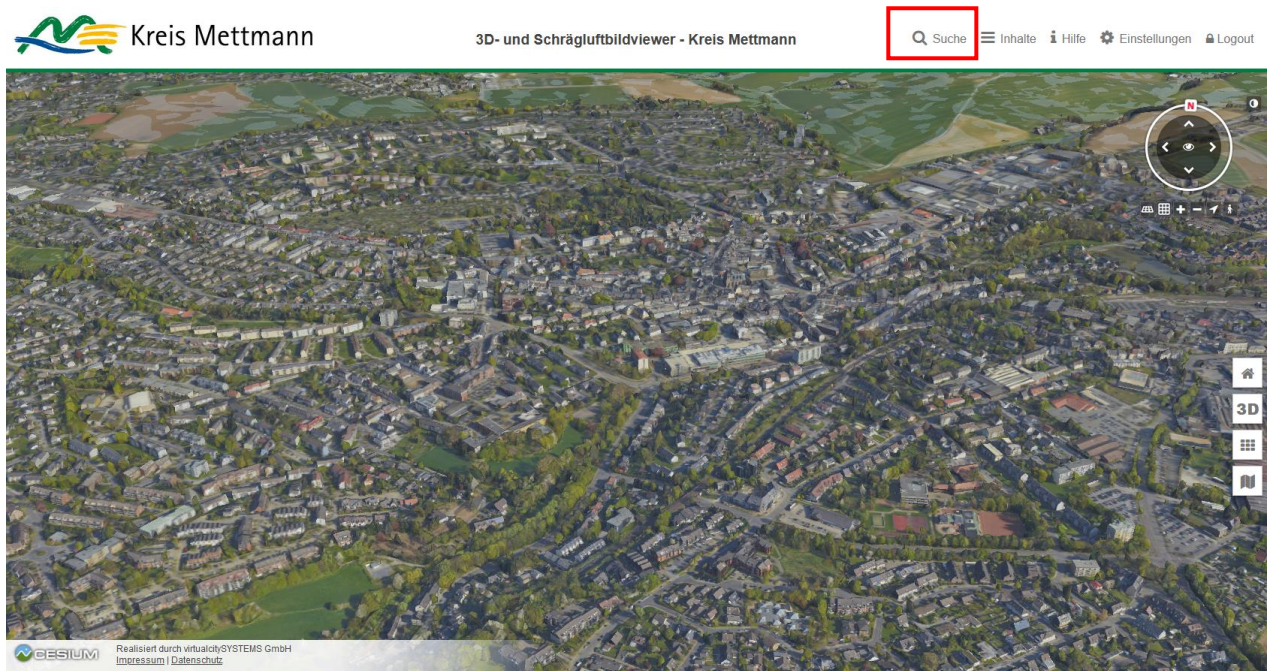 Kreis Mettmann
3D- und Schrägluftbildviewer - Kreis Mettmann
Suche
Inhalte
Hilfe
Einstellungen
Logout
N
3D
CESIUM
Realisiert durch virtualcitySYSTEMS GmbH
Impressum | Datenschutz